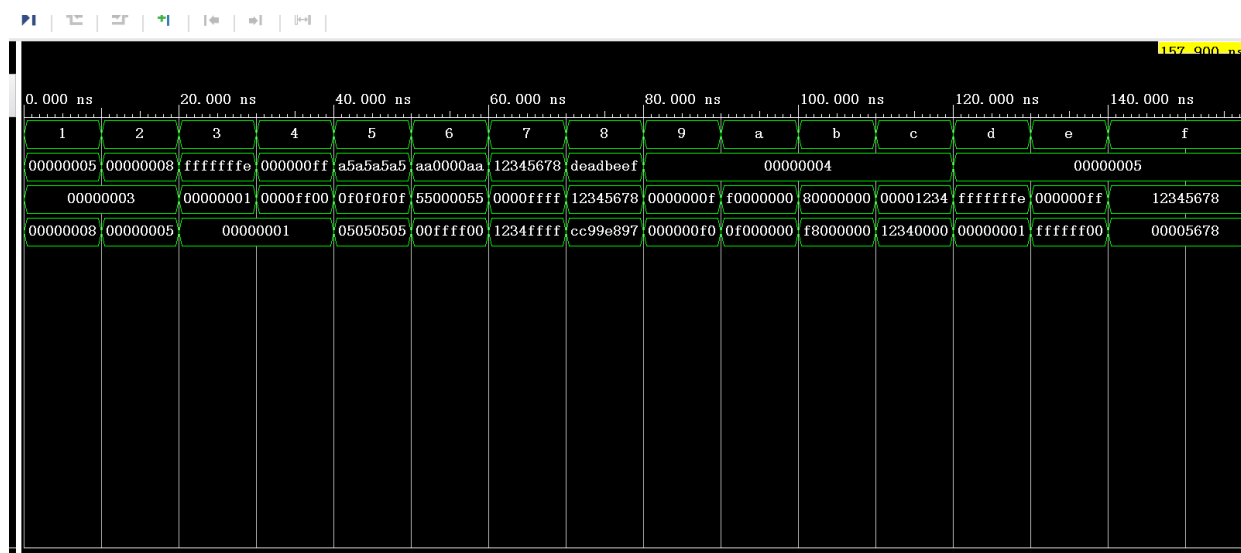 157.900 ns
0.000 ns 20.000 ns 40.000 ns 60.000 ns 80.000 ns 100.000 ns 120.000 ns 140.000 ns
1 2 3 4 5 6 7 8 9 a b c d e f
00000005 00000008 fffffffe 000000ff a5a5a5a5 aa0000aa 12345678 deadbeef 00000004 00000005
00000003 00000001 0000ff00 0f0f0f0f 55000055 0000ffff 12345678 0000000f f0000000 80000000 00001234 fffffffe 000000ff 12345678
00000008 00000005 00000001 05050505 00ffff00 1234ffff cc99e897 000000f0 0f000000 f8000000 12340000 00000001 ffffff00 00005678